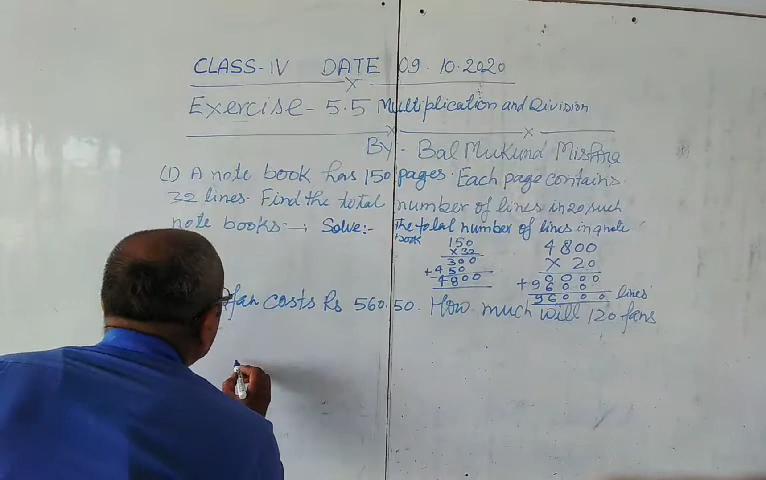 CLASS-IV DATE 09.10.2020
Exercise - 5.5 Multiplication and Division
By - Bal Mukund Mishra
(1) A note book has 150 pages. Each page contains
32 lines. Find the total number of lines in 20 such
note books :- Solve:- The total number of lines in a note
book
150
x 32
300
+ 450
4800
4800
x 20
0000
+ 9600
96000 lines
fan costs Rs 560.50. How much will 120 fans